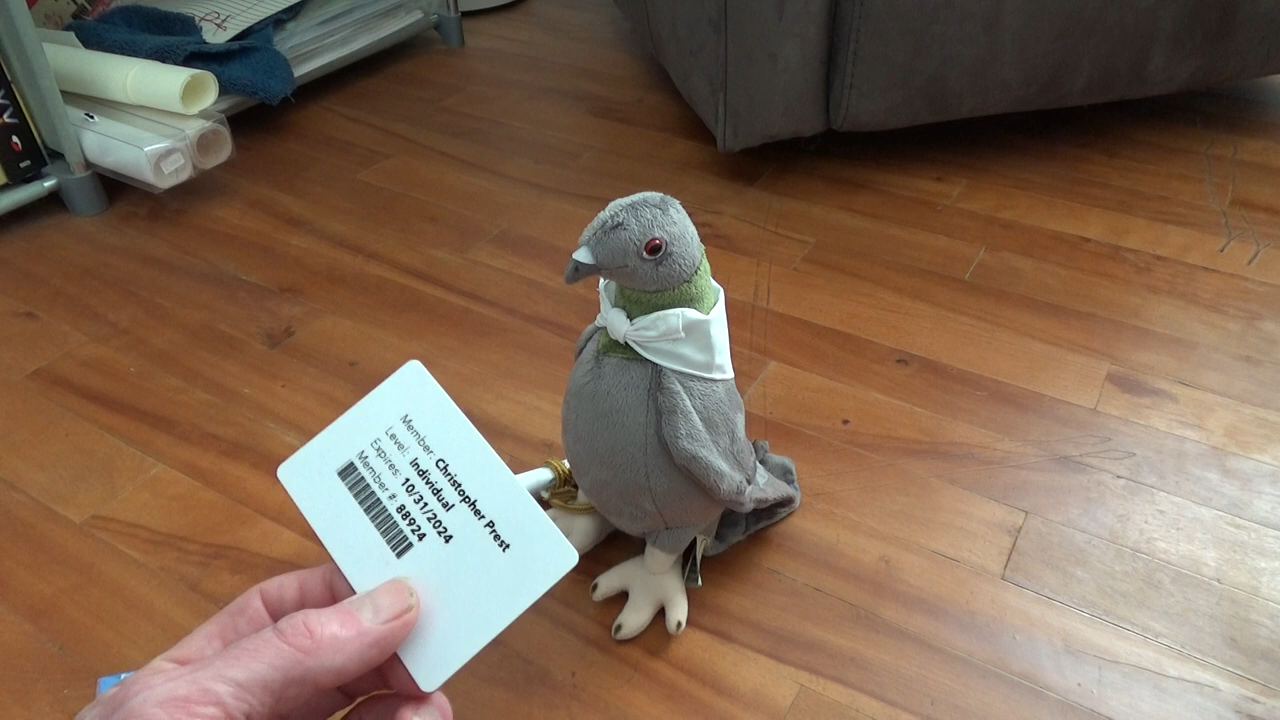 Member: Christopher Prest
Level: Individual
Expires: 10/31/2024
Member #: 88924